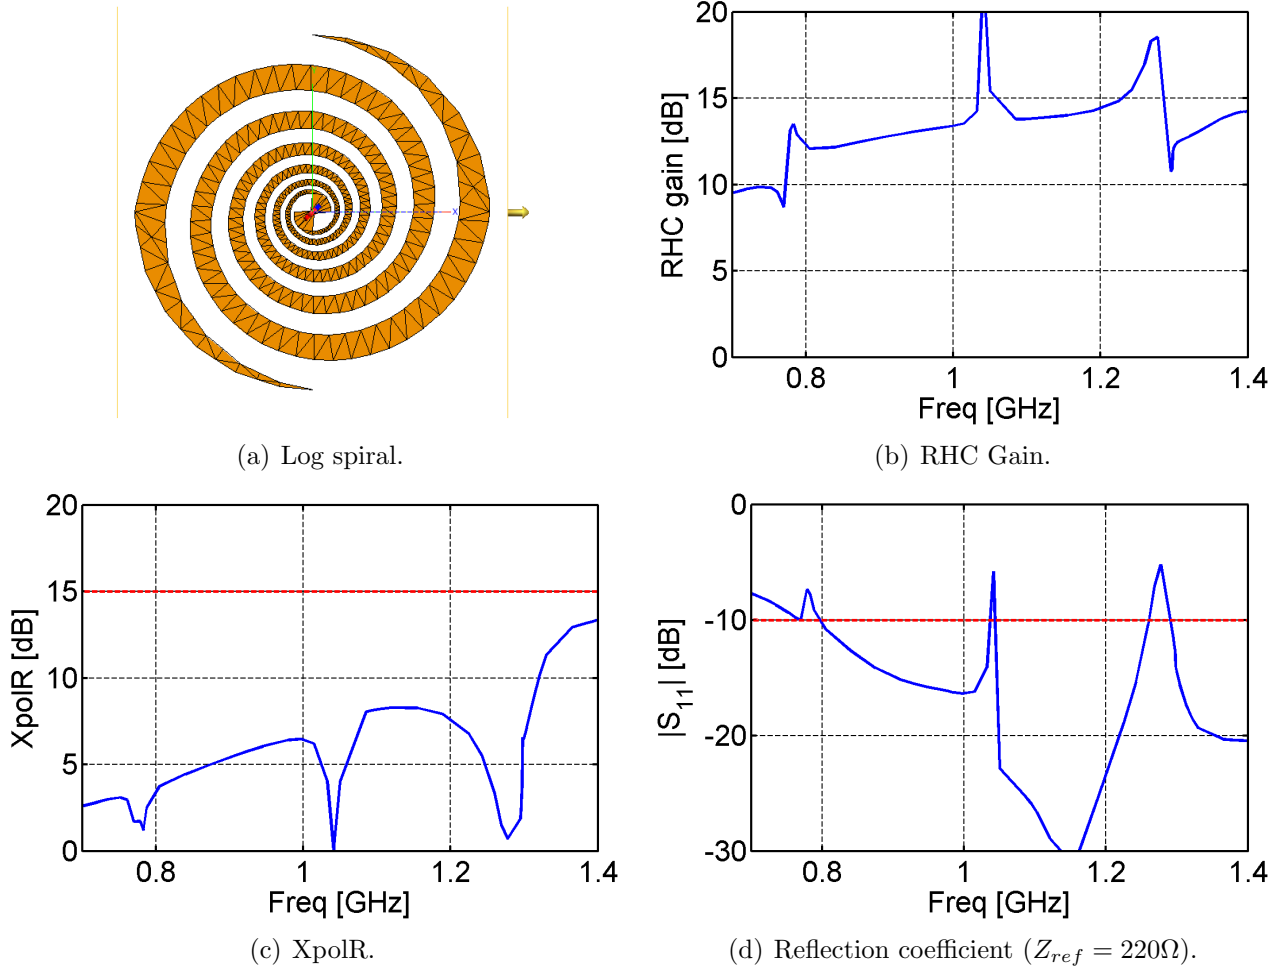 x
(a) Log spiral.
20
15
10
5
0
RHC gain [dB]
0.8
1
1.2
1.4
Freq [GHz]
(b) RHC Gain.
20
15
10
5
0
XpolR [dB]
0.8
1
1.2
1.4
Freq [GHz]
(c) XpolR.
0
-10
-20
-30
|S11| [dB]
0.8
1
1.2
1.4
Freq [GHz]
(d) Reflection coefficient (Zref = 220Ω).